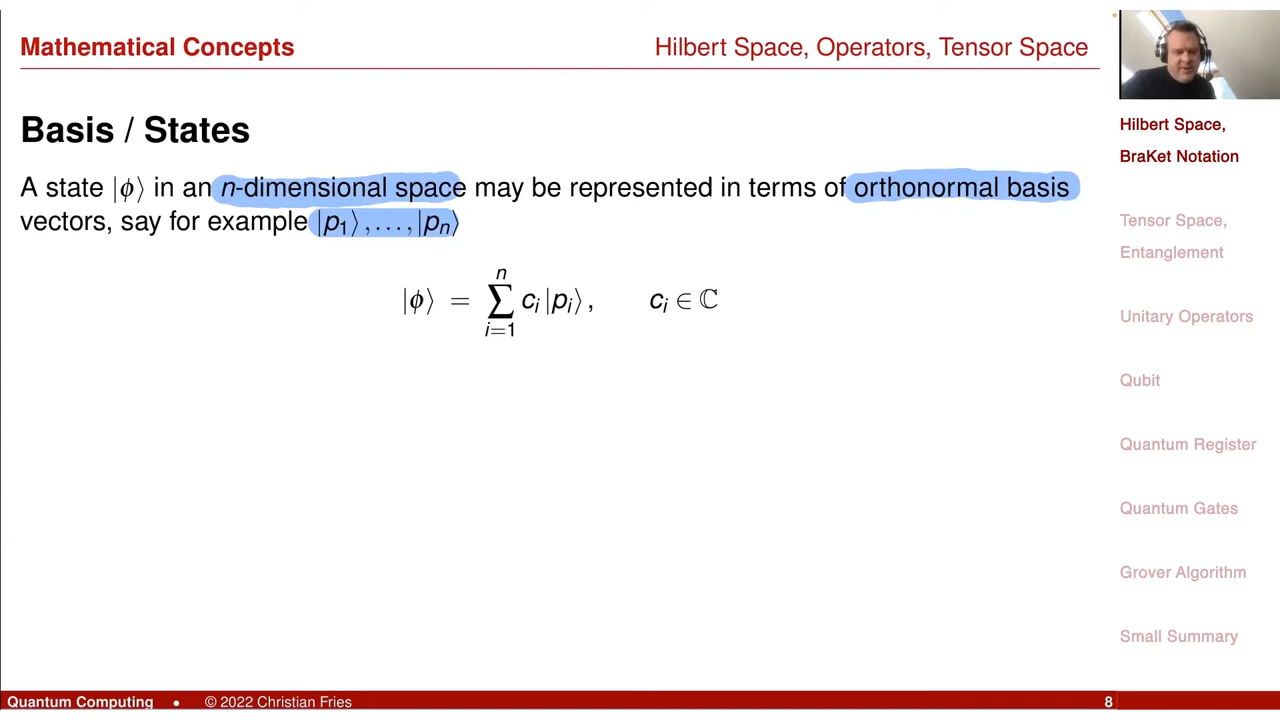 Mathematical Concepts
Hilbert Space, Operators, Tensor Space
Basis / States
A state |ϕ⟩ in an n-dimensional space may be represented in terms of orthonormal basis
vectors, say for example |p₁⟩, …, |pₙ⟩
|ϕ⟩ = ∑ⁿᵢ₌₁ cᵢ |pᵢ⟩, cᵢ ∈ ℂ
Hilbert Space,
BraKet Notation
Tensor Space,
Entanglement
Unitary Operators
Qubit
Quantum Register
Quantum Gates
Grover Algorithm
Small Summary
Quantum Computing • © 2022 Christian Fries 8